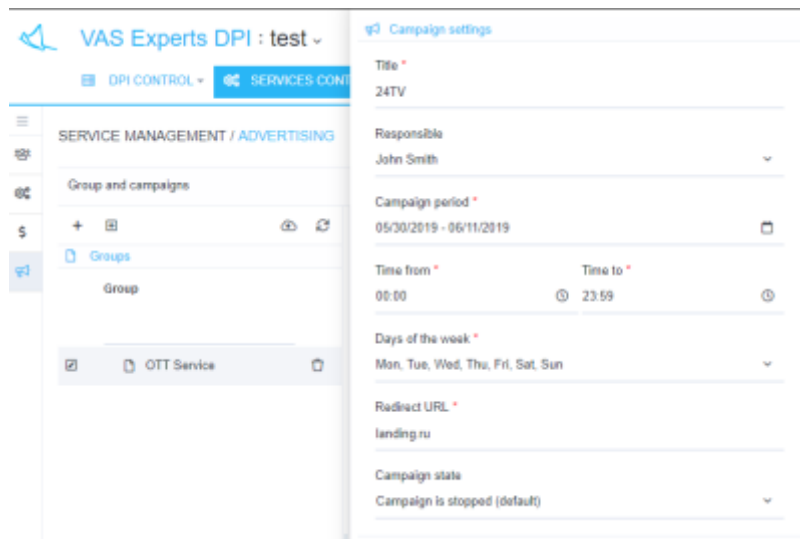 VAS Experts DPI : test
DPI CONTROL
SERVICES CONT
SERVICE MANAGEMENT / ADVERTISING
Group and campaigns
Groups
Group
OTT Service
Campaign settings
Title *
24TV
Responsible
John Smith
Campaign period *
05/30/2019 - 06/11/2019
Time from * Time to *
00:00 23:59
Days of the week *
Mon, Tue, Wed, Thu, Fri, Sat, Sun
Redirect URL *
landing.ru
Campaign state
Campaign is stopped (default)